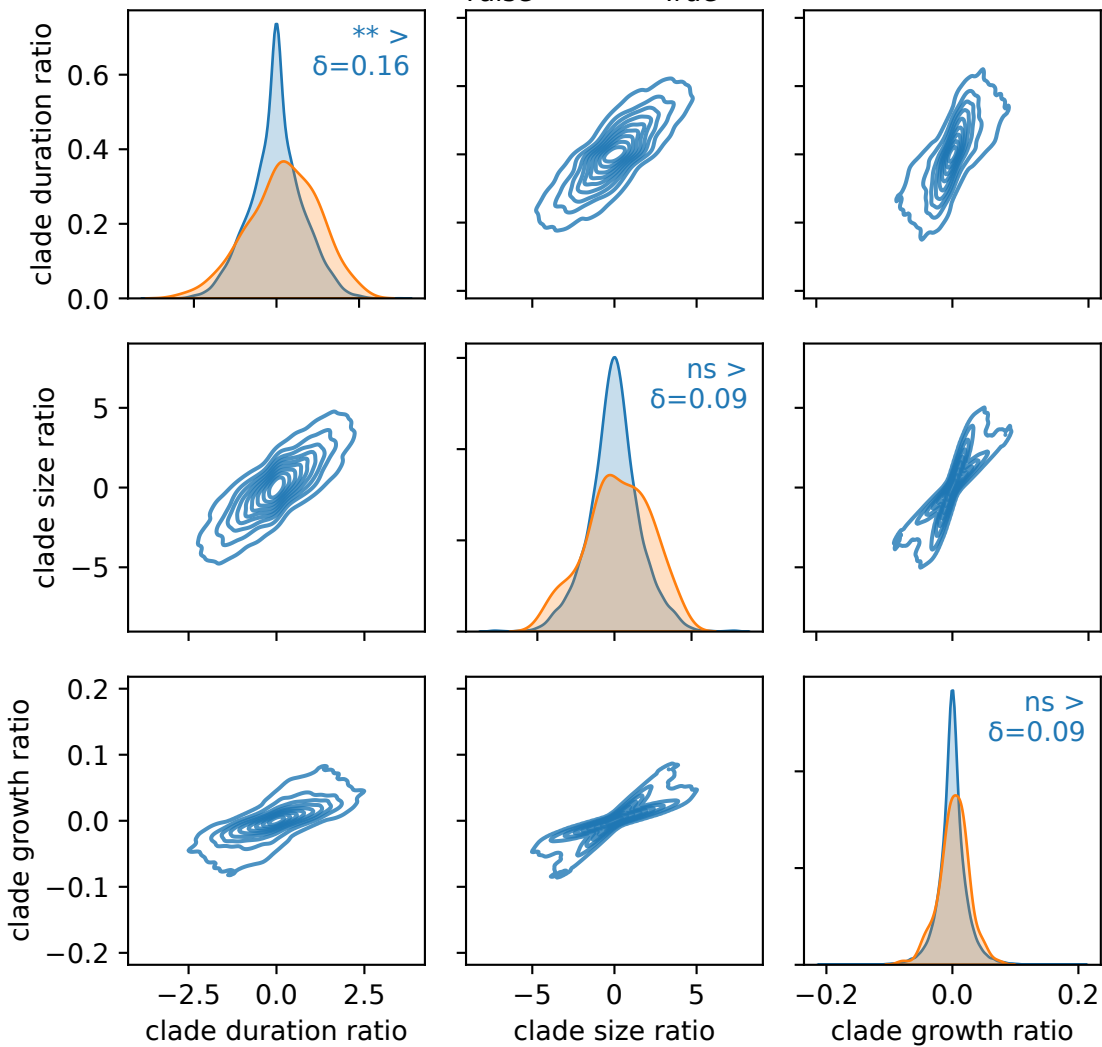 clade duration ratio
0.6
0.4
0.2
0.0
** >
δ=0.16
clade size ratio
5
0
−5
ns >
δ=0.09
clade growth ratio
0.2
0.1
0.0
−0.1
−0.2
ns >
δ=0.09
−2.5 0.0 2.5
−5 0 5
−0.2 0.0 0.2
clade duration ratio
clade size ratio
clade growth ratio